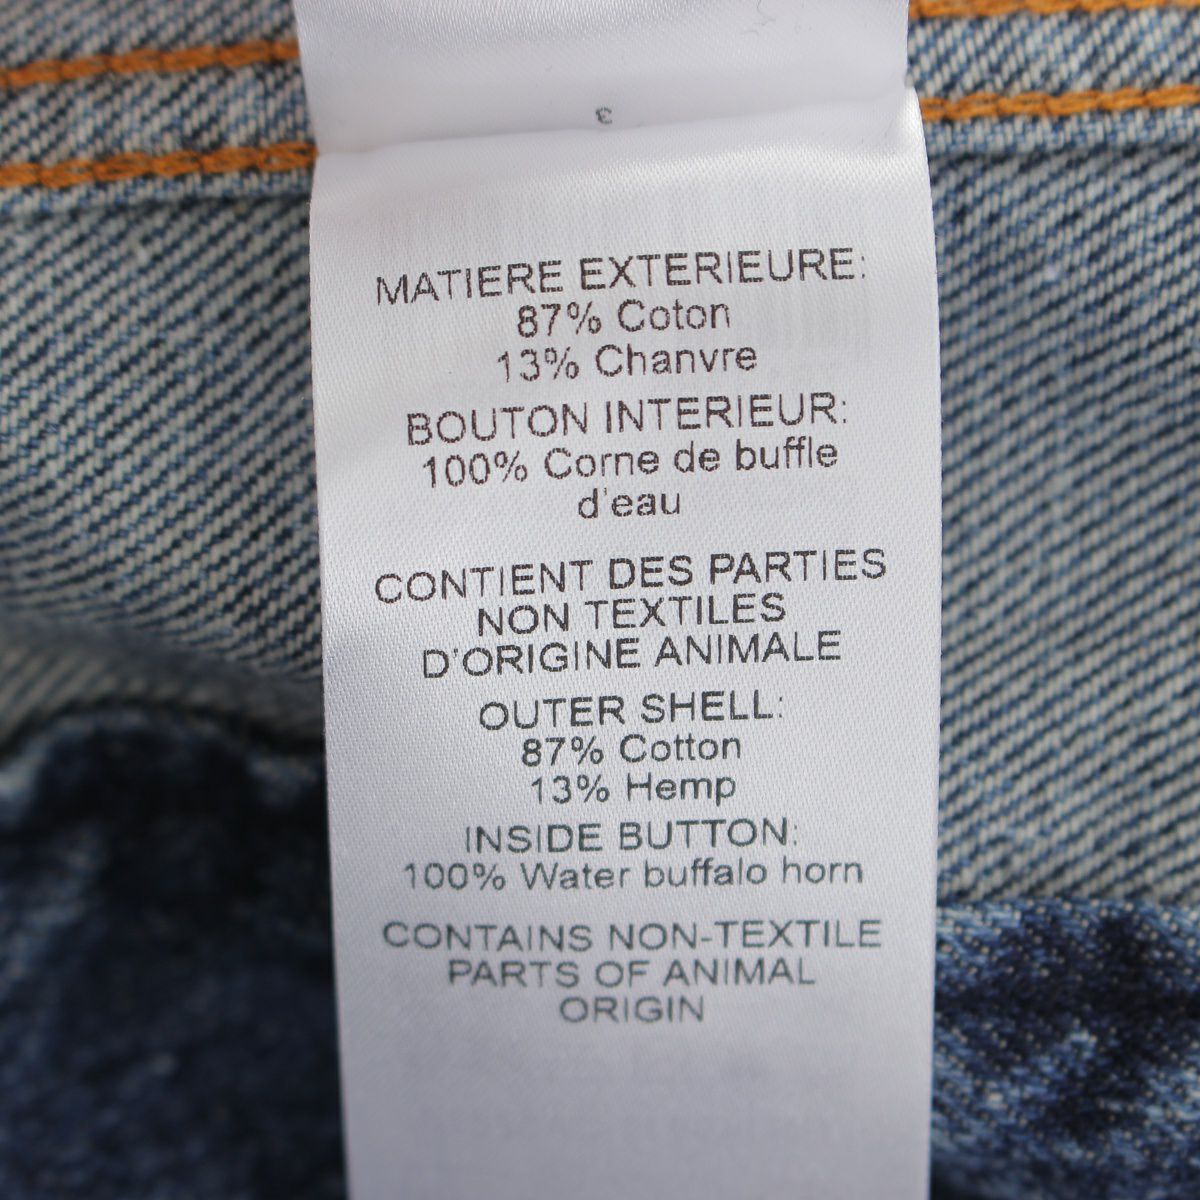 3
MATIERE EXTERIEURE:
87% Coton
13% Chanvre
BOUTON INTERIEUR:
100% Corne de buffle
d'eau
CONTIENT DES PARTIES
NON TEXTILES
D'ORIGINE ANIMALE
OUTER SHELL:
87% Cotton
13% Hemp
INSIDE BUTTON:
100% Water buffalo horn
CONTAINS NON-TEXTILE
PARTS OF ANIMAL
ORIGIN